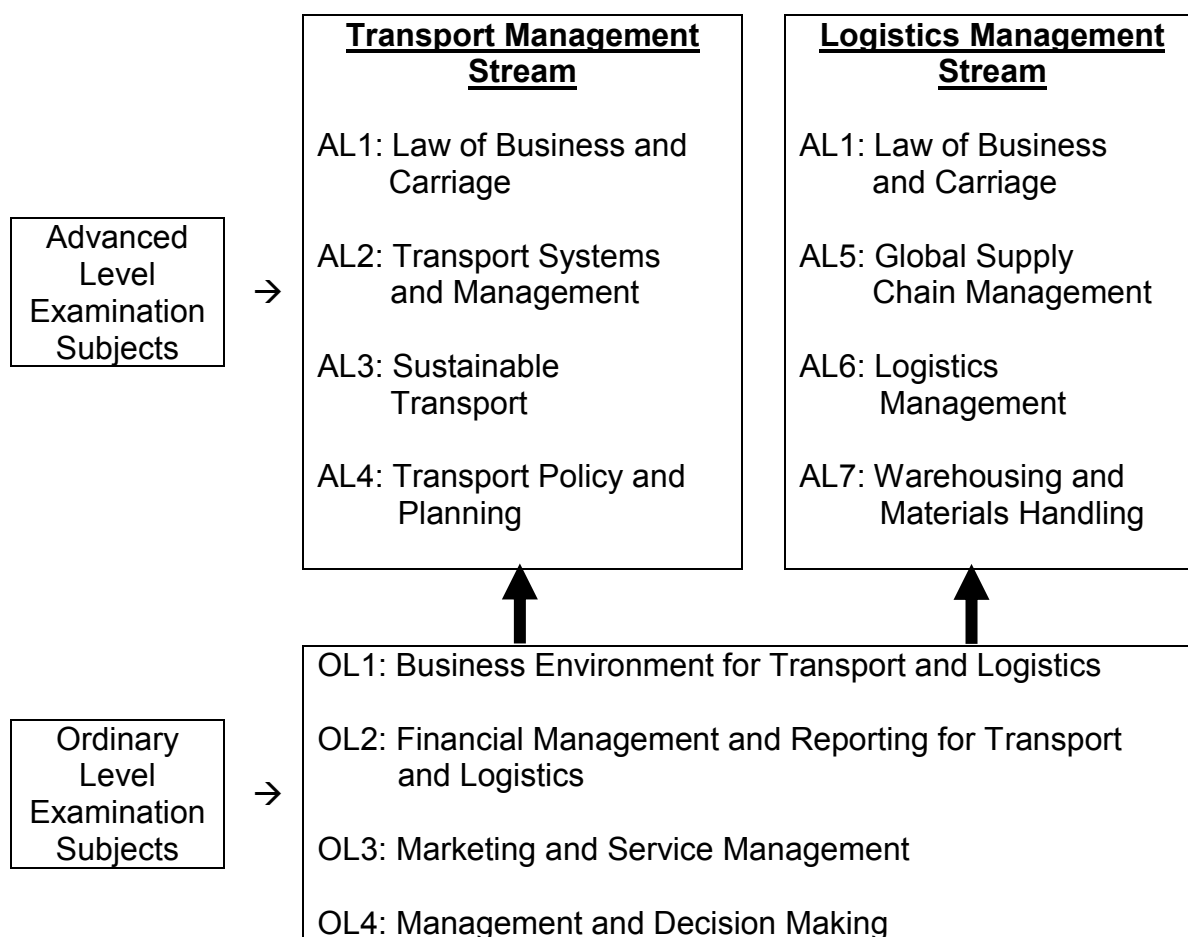 Transport Management
Stream
AL1: Law of Business and
Carriage
AL2: Transport Systems
and Management
AL3: Sustainable
Transport
AL4: Transport Policy and
Planning
Logistics Management
Stream
AL1: Law of Business
and Carriage
AL5: Global Supply
Chain Management
AL6: Logistics
Management
AL7: Warehousing and
Materials Handling
Advanced
Level
Examination
Subjects
→
OL1: Business Environment for Transport and Logistics
OL2: Financial Management and Reporting for Transport
and Logistics
OL3: Marketing and Service Management
OL4: Management and Decision Making
Ordinary
Level
Examination
Subjects
→